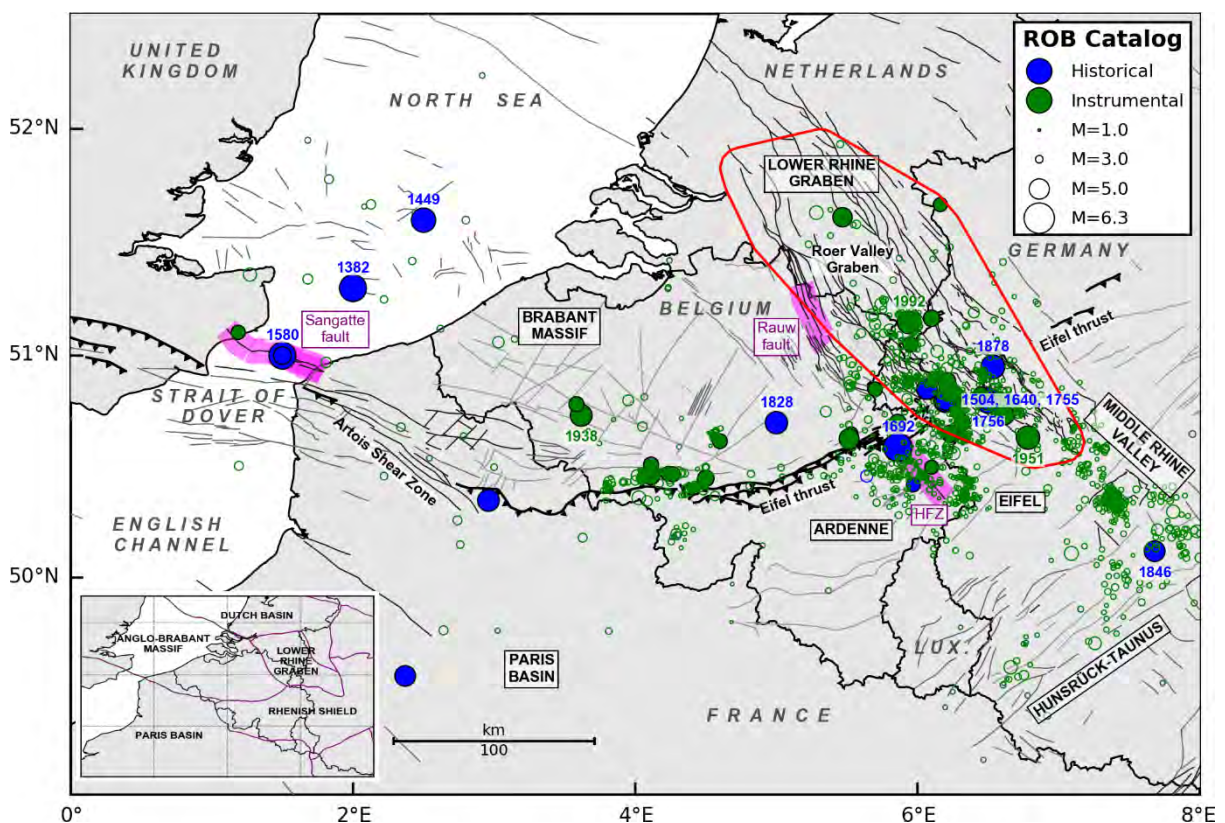 UNITED
KINGDOM
NORTH SEA
NETHERLANDS
ROB Catalog
Historical
Instrumental
M=1.0
M=3.0
M=5.0
M=6.3
52°N
51°N
50°N
LOWER RHINE
GRABEN
1449
1382
Roer Valley
Graben
GERMANY
BRABANT
MASSIF
BELGIUM
1992
Sangatte
fault
1580
Rauw
fault
Eifel thrust
1878
STRAIT OF
DOVER
1504, 1640, 1755
1756
1828
1938
1692
1951
MIDDLE RHINE
VALLEY
Artois Shear Zone
Eifel thrust
EIFEL
HFZ
ARDENNE
ENGLISH
CHANNEL
1846
LUX.
HUNSRÜCK-TAUNUS
PARIS
BASIN
FRANCE
km
100
DUTCH BASIN
ANGLO-BRABANT
MASSIF
LOWER
RHINE
GRABEN
RHENISH SHIELD
PARIS BASIN
0°
2°E
4°E
6°E
8°E